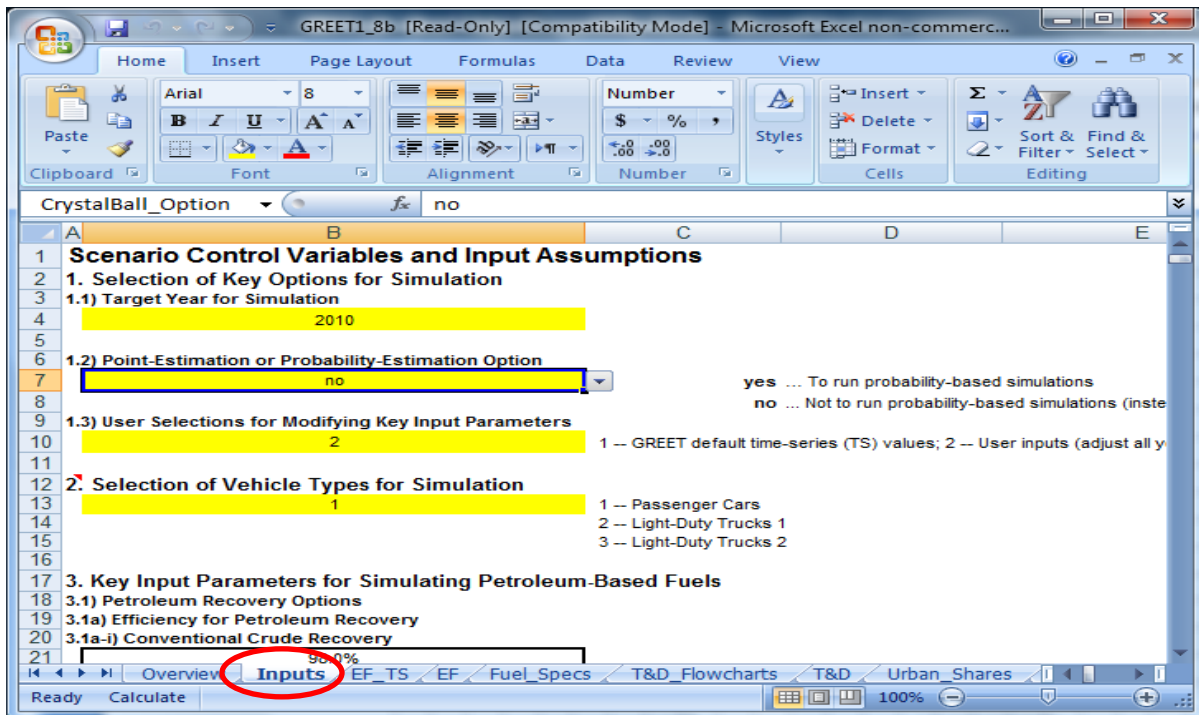 GREET1_8b [Read-Only] [Compatibility Mode] - Microsoft Excel non-commerc...
Home Insert Page Layout Formulas Data Review View
Arial 8 Number Insert Σ
B I U A A $ % , Delete
Paste Styles Sort & Find &
Format Filter Select
Clipboard Font Alignment Number Cells Editing
CrystalBall_Option fx no
A B C D E
1 Scenario Control Variables and Input Assumptions
2 1. Selection of Key Options for Simulation
3 1.1) Target Year for Simulation
4 2010
5
6 1.2) Point-Estimation or Probability-Estimation Option
7 no yes ... To run probability-based simulations
8 no ... Not to run probability-based simulations (inste
9 1.3) User Selections for Modifying Key Input Parameters
10 2 1 -- GREET default time-series (TS) values; 2 -- User inputs (adjust all y
11
12 2. Selection of Vehicle Types for Simulation
13 1 1 -- Passenger Cars
14 2 -- Light-Duty Trucks 1
15 3 -- Light-Duty Trucks 2
16
17 3. Key Input Parameters for Simulating Petroleum-Based Fuels
18 3.1) Petroleum Recovery Options
19 3.1a) Efficiency for Petroleum Recovery
20 3.1a-i) Conventional Crude Recovery
21
Overview Inputs EF_TS EF Fuel_Specs T&D_Flowcharts T&D Urban_Shares
Ready Calculate 100%